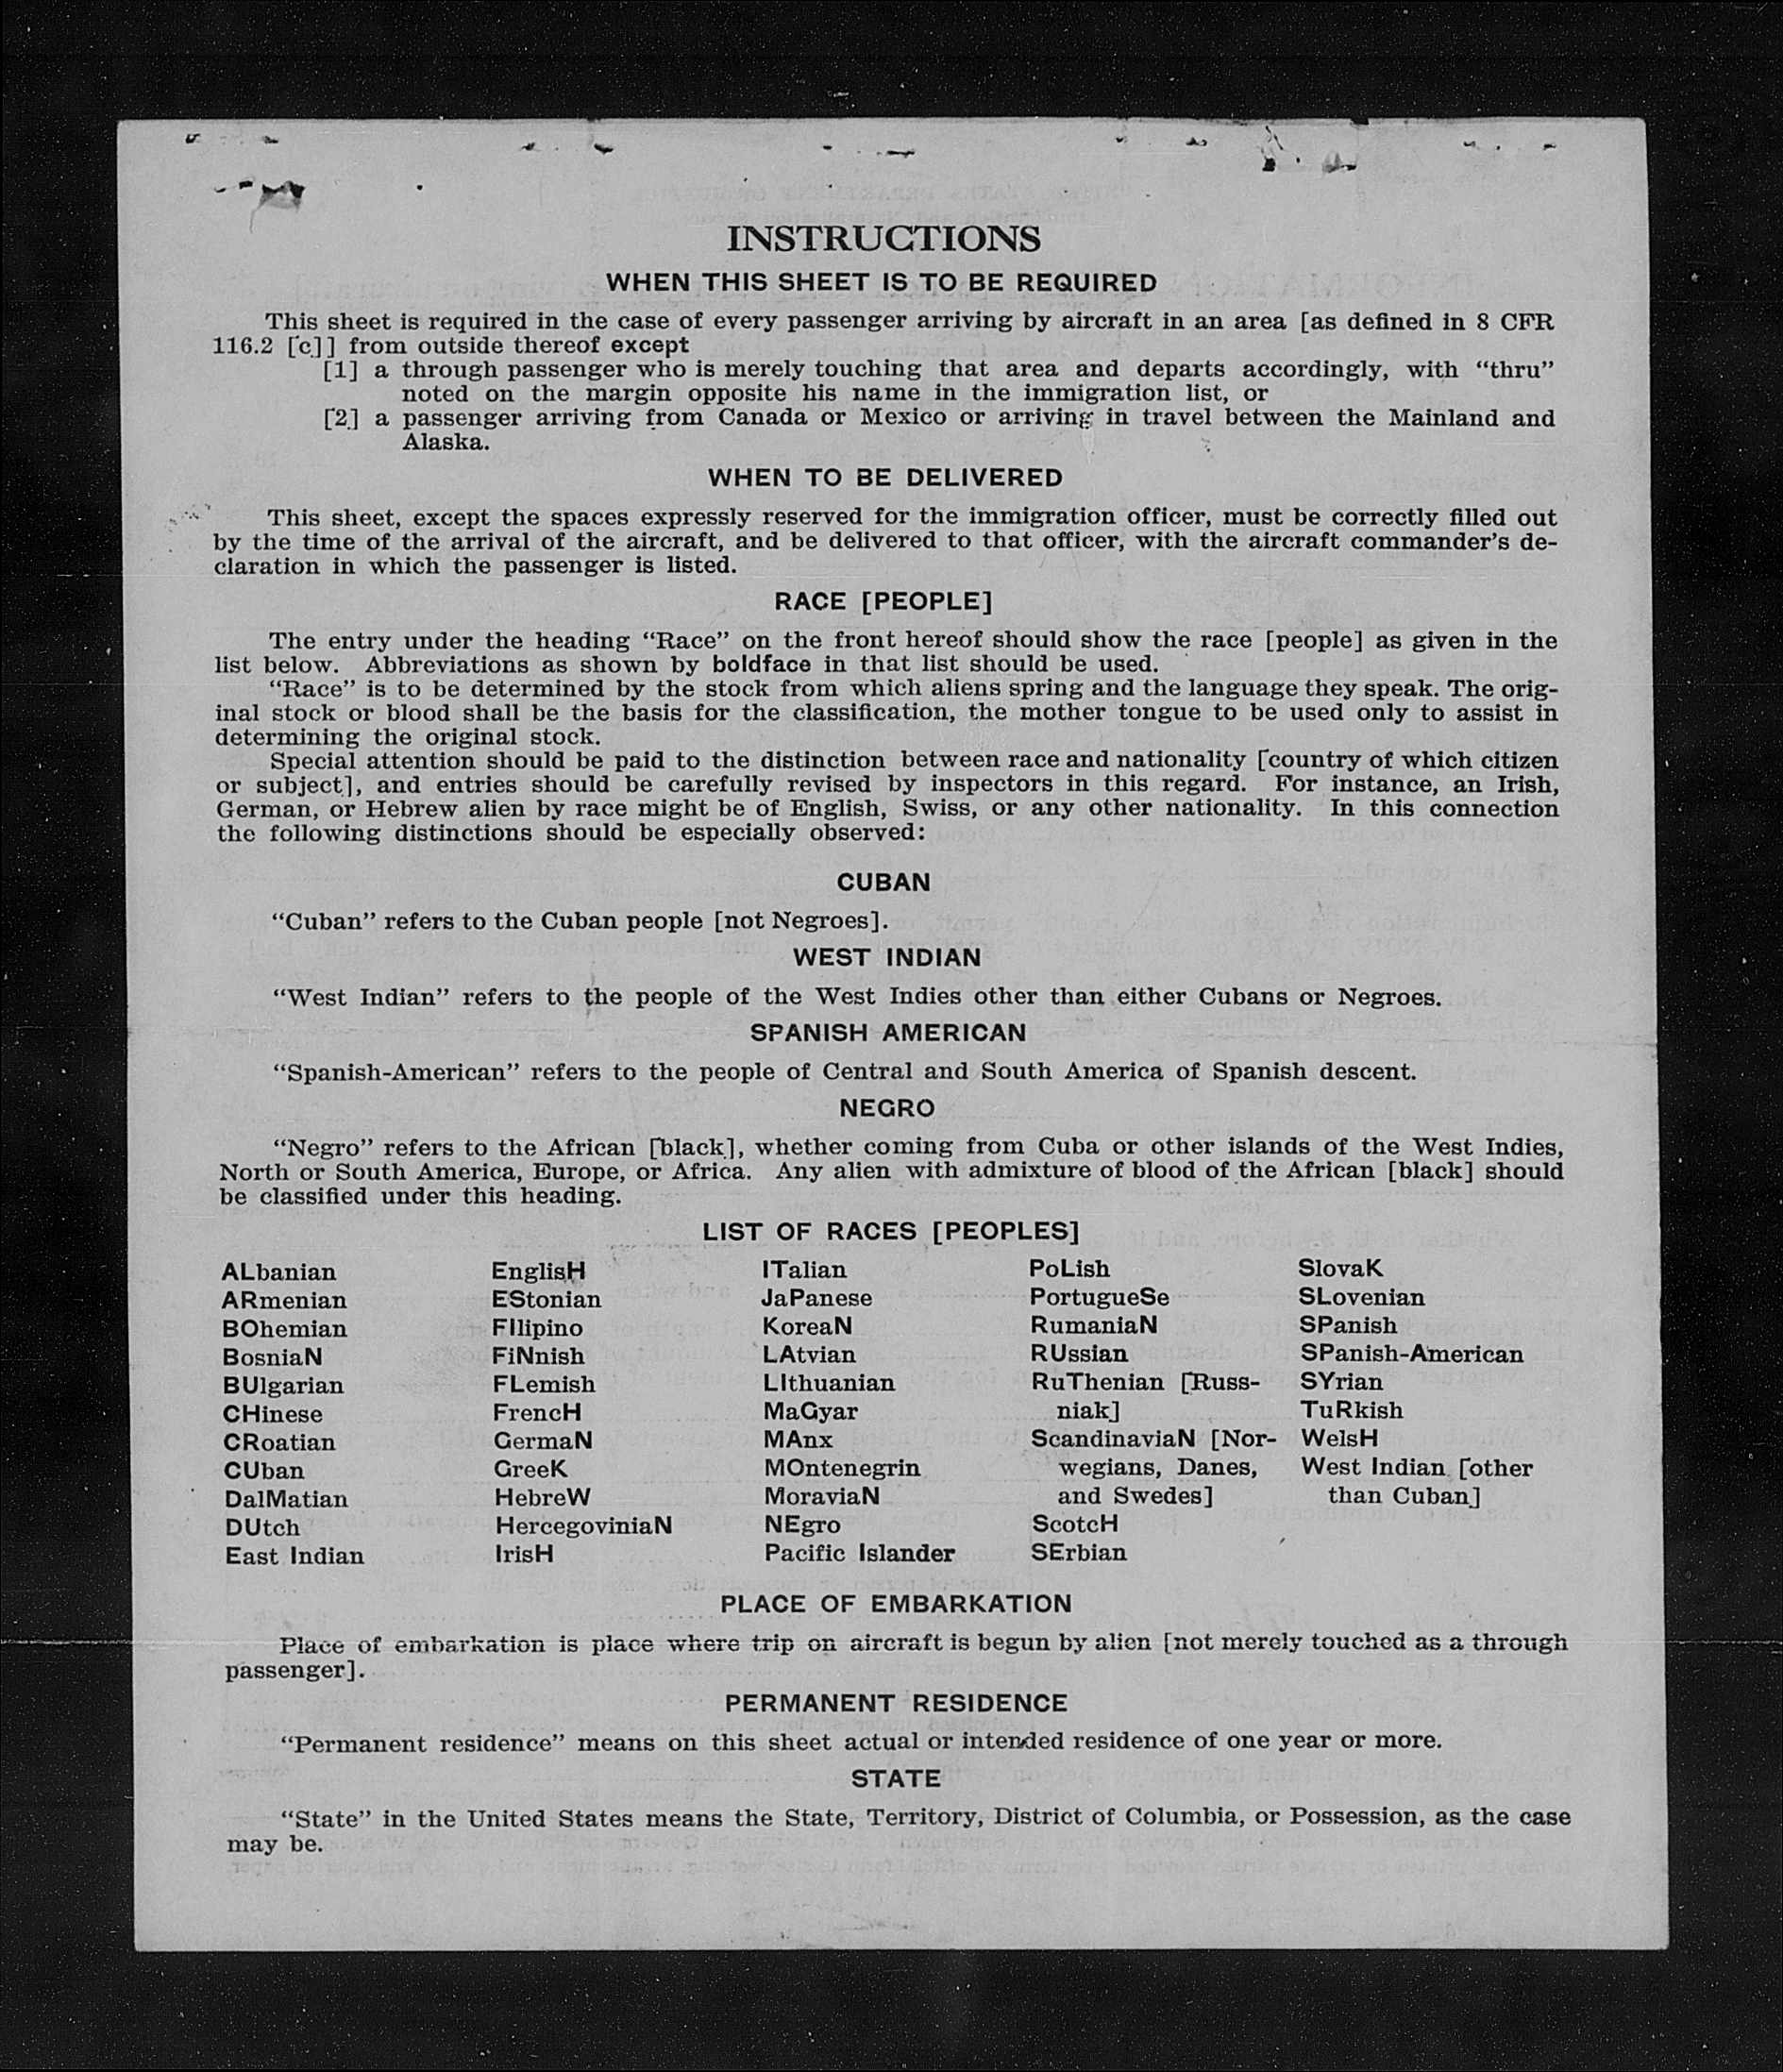 INSTRUCTIONS
WHEN THIS SHEET IS TO BE REQUIRED
This sheet is required in the case of every passenger arriving by aircraft in an area [as defined in 8 CFR
116.2 [c]] from outside thereof except
[1] a through passenger who is merely touching that area and departs accordingly, with “thru”
noted on the margin opposite his name in the immigration list, or
[2] a passenger arriving from Canada or Mexico or arriving in travel between the Mainland and
Alaska.
WHEN TO BE DELIVERED
This sheet, except the spaces expressly reserved for the immigration officer, must be correctly filled out
by the time of the arrival of the aircraft, and be delivered to that officer, with the aircraft commander’s de-
claration in which the passenger is listed.
RACE [PEOPLE]
The entry under the heading “Race” on the front hereof should show the race [people] as given in the
list below. Abbreviations as shown by boldface in that list should be used.
“Race” is to be determined by the stock from which aliens spring and the language they speak. The orig-
inal stock or blood shall be the basis for the classification, the mother tongue to be used only to assist in
determining the original stock.
Special attention should be paid to the distinction between race and nationality [country of which citizen
or subject], and entries should be carefully revised by inspectors in this regard. For instance, an Irish,
German, or Hebrew alien by race might be of English, Swiss, or any other nationality. In this connection
the following distinctions should be especially observed:
CUBAN
“Cuban” refers to the Cuban people [not Negroes].
WEST INDIAN
“West Indian” refers to the people of the West Indies other than either Cubans or Negroes.
SPANISH AMERICAN
“Spanish-American” refers to the people of Central and South America of Spanish descent.
NEGRO
“Negro” refers to the African [black], whether coming from Cuba or other islands of the West Indies,
North or South America, Europe, or Africa. Any alien with admixture of blood of the African [black] should
be classified under this heading.
LIST OF RACES [PEOPLES]
ALbanian
ARmenian
BOhemian
BosniaN
BUlgarian
CHinese
CRoatian
CUban
DalMatian
DUtch
East Indian
EnglisH
EStonian
FIlipino
FiNnish
FLemish
FrencH
GermaN
GreeK
HebreW
HercegoviniaN
IrisH
ITalian
JaPanese
KoreaN
LAtvian
LIthuanian
MaGyar
MAnx
MOntenegrin
MoraviaN
NEgro
Pacific Islander
PoLish
PortugueSe
RumaniaN
RUssian
RuThenian [Russ-
niak]
ScandinaviaN [Nor-
wegians, Danes,
and Swedes]
ScotcH
SErbian
SlovaK
SLovenian
SPanish
SPanish-American
SYrian
TuRkish
WelsH
West Indian [other
than Cuban]
PLACE OF EMBARKATION
Place of embarkation is place where trip on aircraft is begun by alien [not merely touched as a through
passenger].
PERMANENT RESIDENCE
“Permanent residence” means on this sheet actual or intended residence of one year or more.
STATE
“State” in the United States means the State, Territory, District of Columbia, or Possession, as the case
may be.